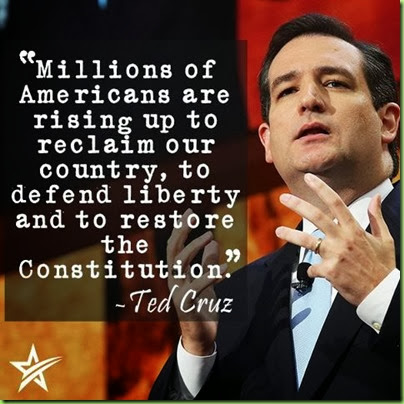 "Millions of
Americans are
rising up to
reclaim our
country, to
defend liberty
and to restore
the
Constitution."
~Ted Cruz